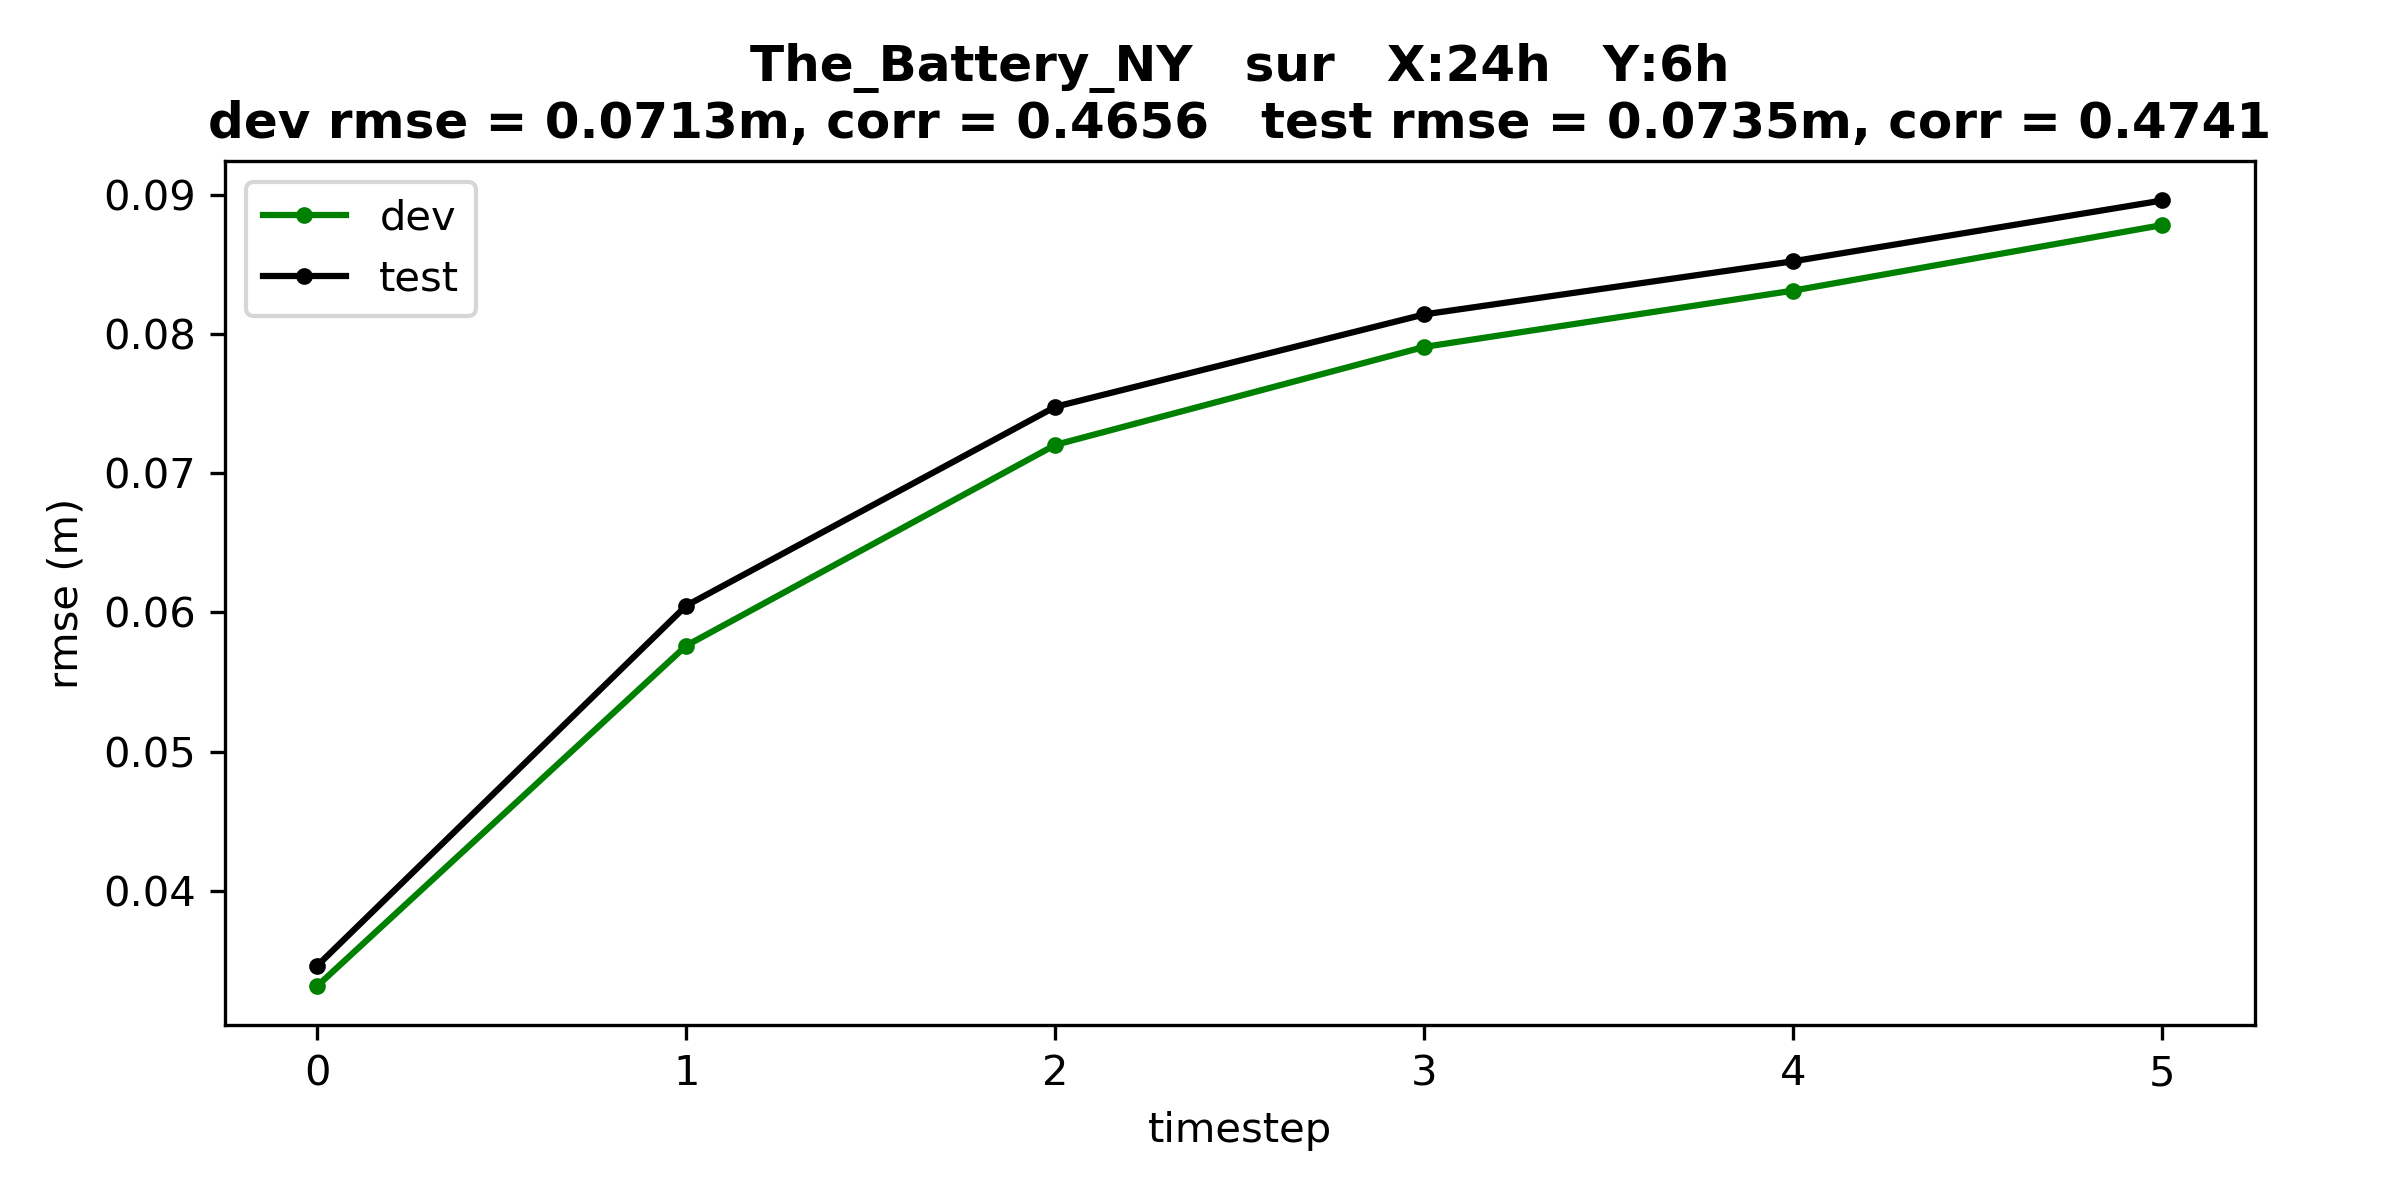 The_Battery_NY   sur   X:24h   Y:6h
dev rmse = 0.0713m, corr = 0.4656   test rmse = 0.0735m, corr = 0.4741
dev
test
0.09
0.08
0.07
0.06
0.05
0.04
rmse (m)
0 1 2 3 4 5
timestep